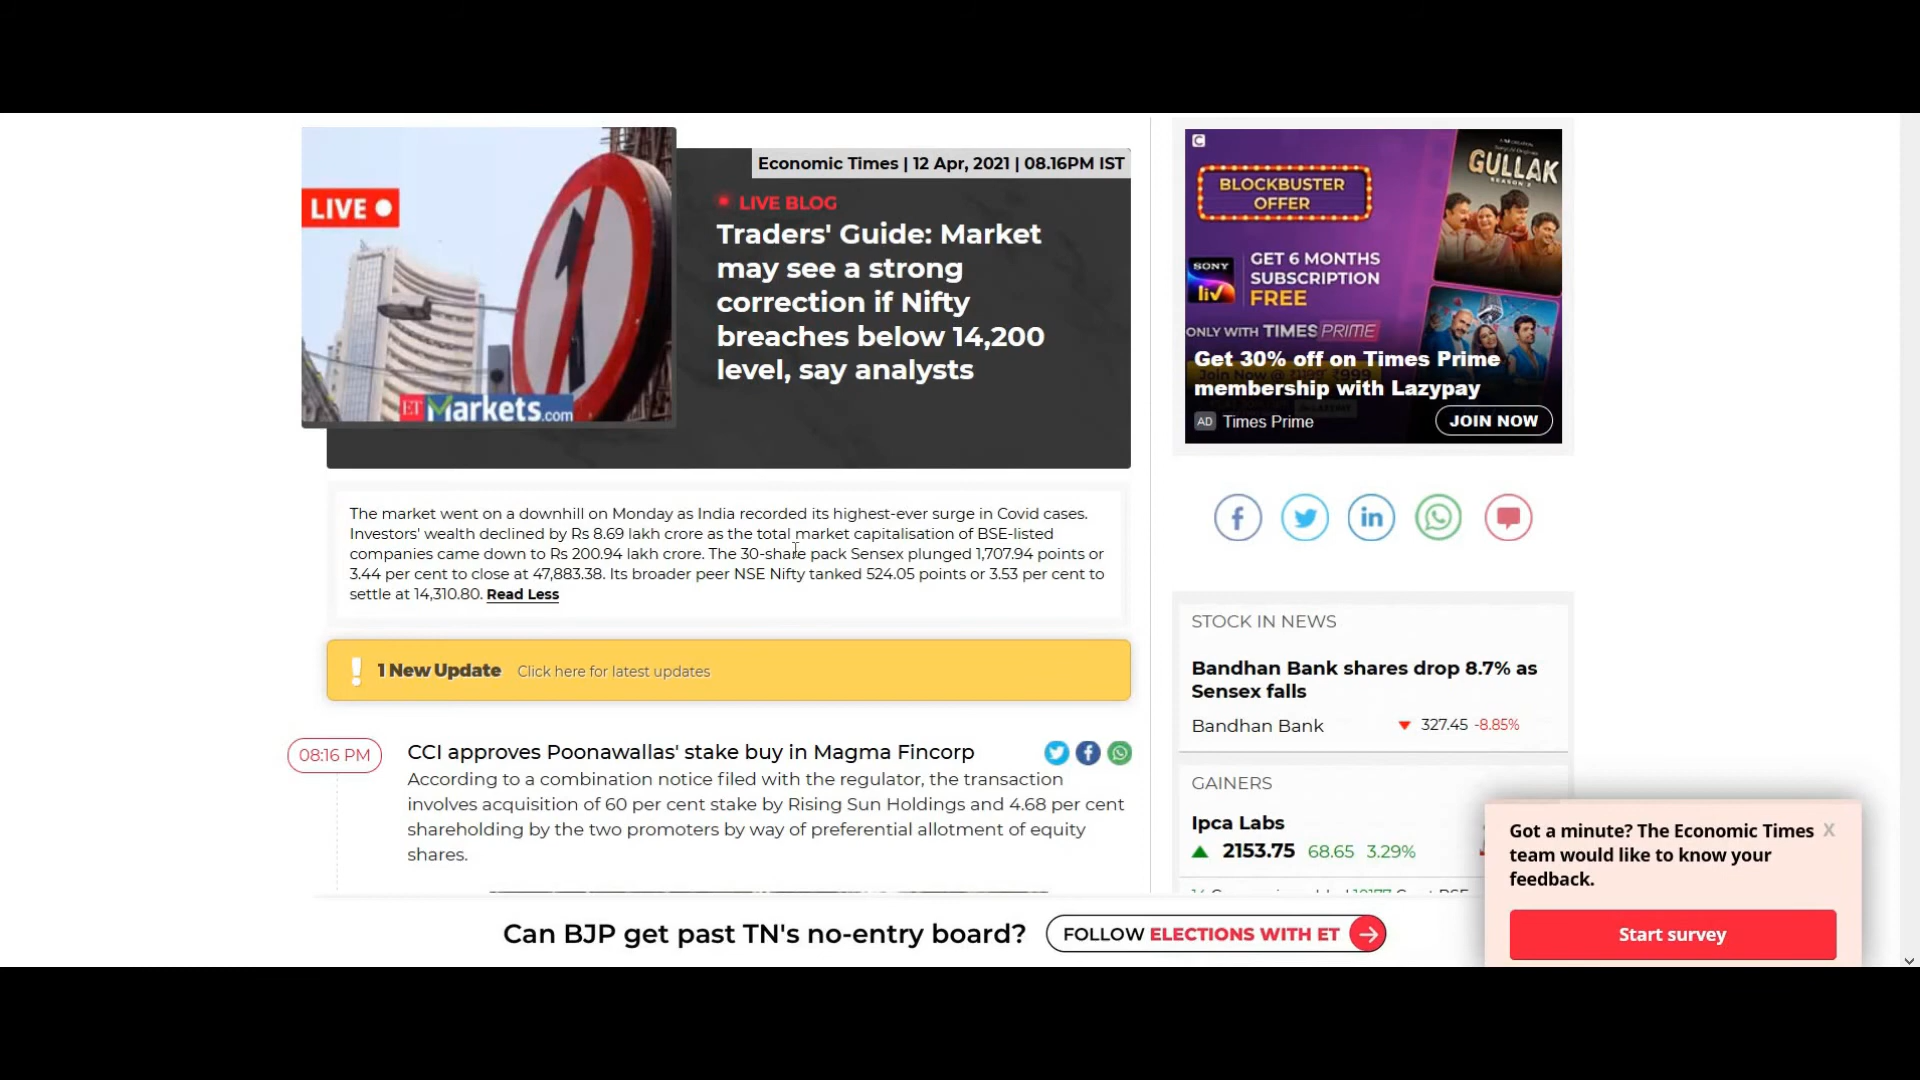 Economic Times | 12 Apr, 2021 | 08.16PM IST
LIVE
LIVE BLOG
Traders' Guide: Market
may see a strong
correction if Nifty
breaches below 14,200
level, say analysts
ET Markets.com
The market went on a downhill on Monday as India recorded its highest-ever surge in Covid cases.
Investors' wealth declined by Rs 8.69 lakh crore as the total market capitalisation of BSE-listed
companies came down to Rs 200.94 lakh crore. The 30-share pack Sensex plunged 1,707.94 points or
3.44 per cent to close at 47,883.38. Its broader peer NSE Nifty tanked 524.05 points or 3.53 per cent to
settle at 14,310.80. Read Less
! 1 New Update Click here for latest updates
08:16 PM
CCI approves Poonawallas' stake buy in Magma Fincorp
According to a combination notice filed with the regulator, the transaction
involves acquisition of 60 per cent stake by Rising Sun Holdings and 4.68 per cent
shareholding by the two promoters by way of preferential allotment of equity
shares.
BLOCKBUSTER
OFFER
GULLAK
SONY
liv
GET 6 MONTHS
SUBSCRIPTION
FREE
ONLY WITH TIMES PRIME
Get 30% off on Times Prime
membership with Lazypay
AD Times Prime
JOIN NOW
STOCK IN NEWS
Bandhan Bank shares drop 8.7% as
Sensex falls
Bandhan Bank 327.45 -8.85%
GAINERS
Ipca Labs
2153.75 68.65 3.29%
Got a minute? The Economic Times X
team would like to know your
feedback.
Start survey
Can BJP get past TN's no-entry board? FOLLOW ELECTIONS WITH ET